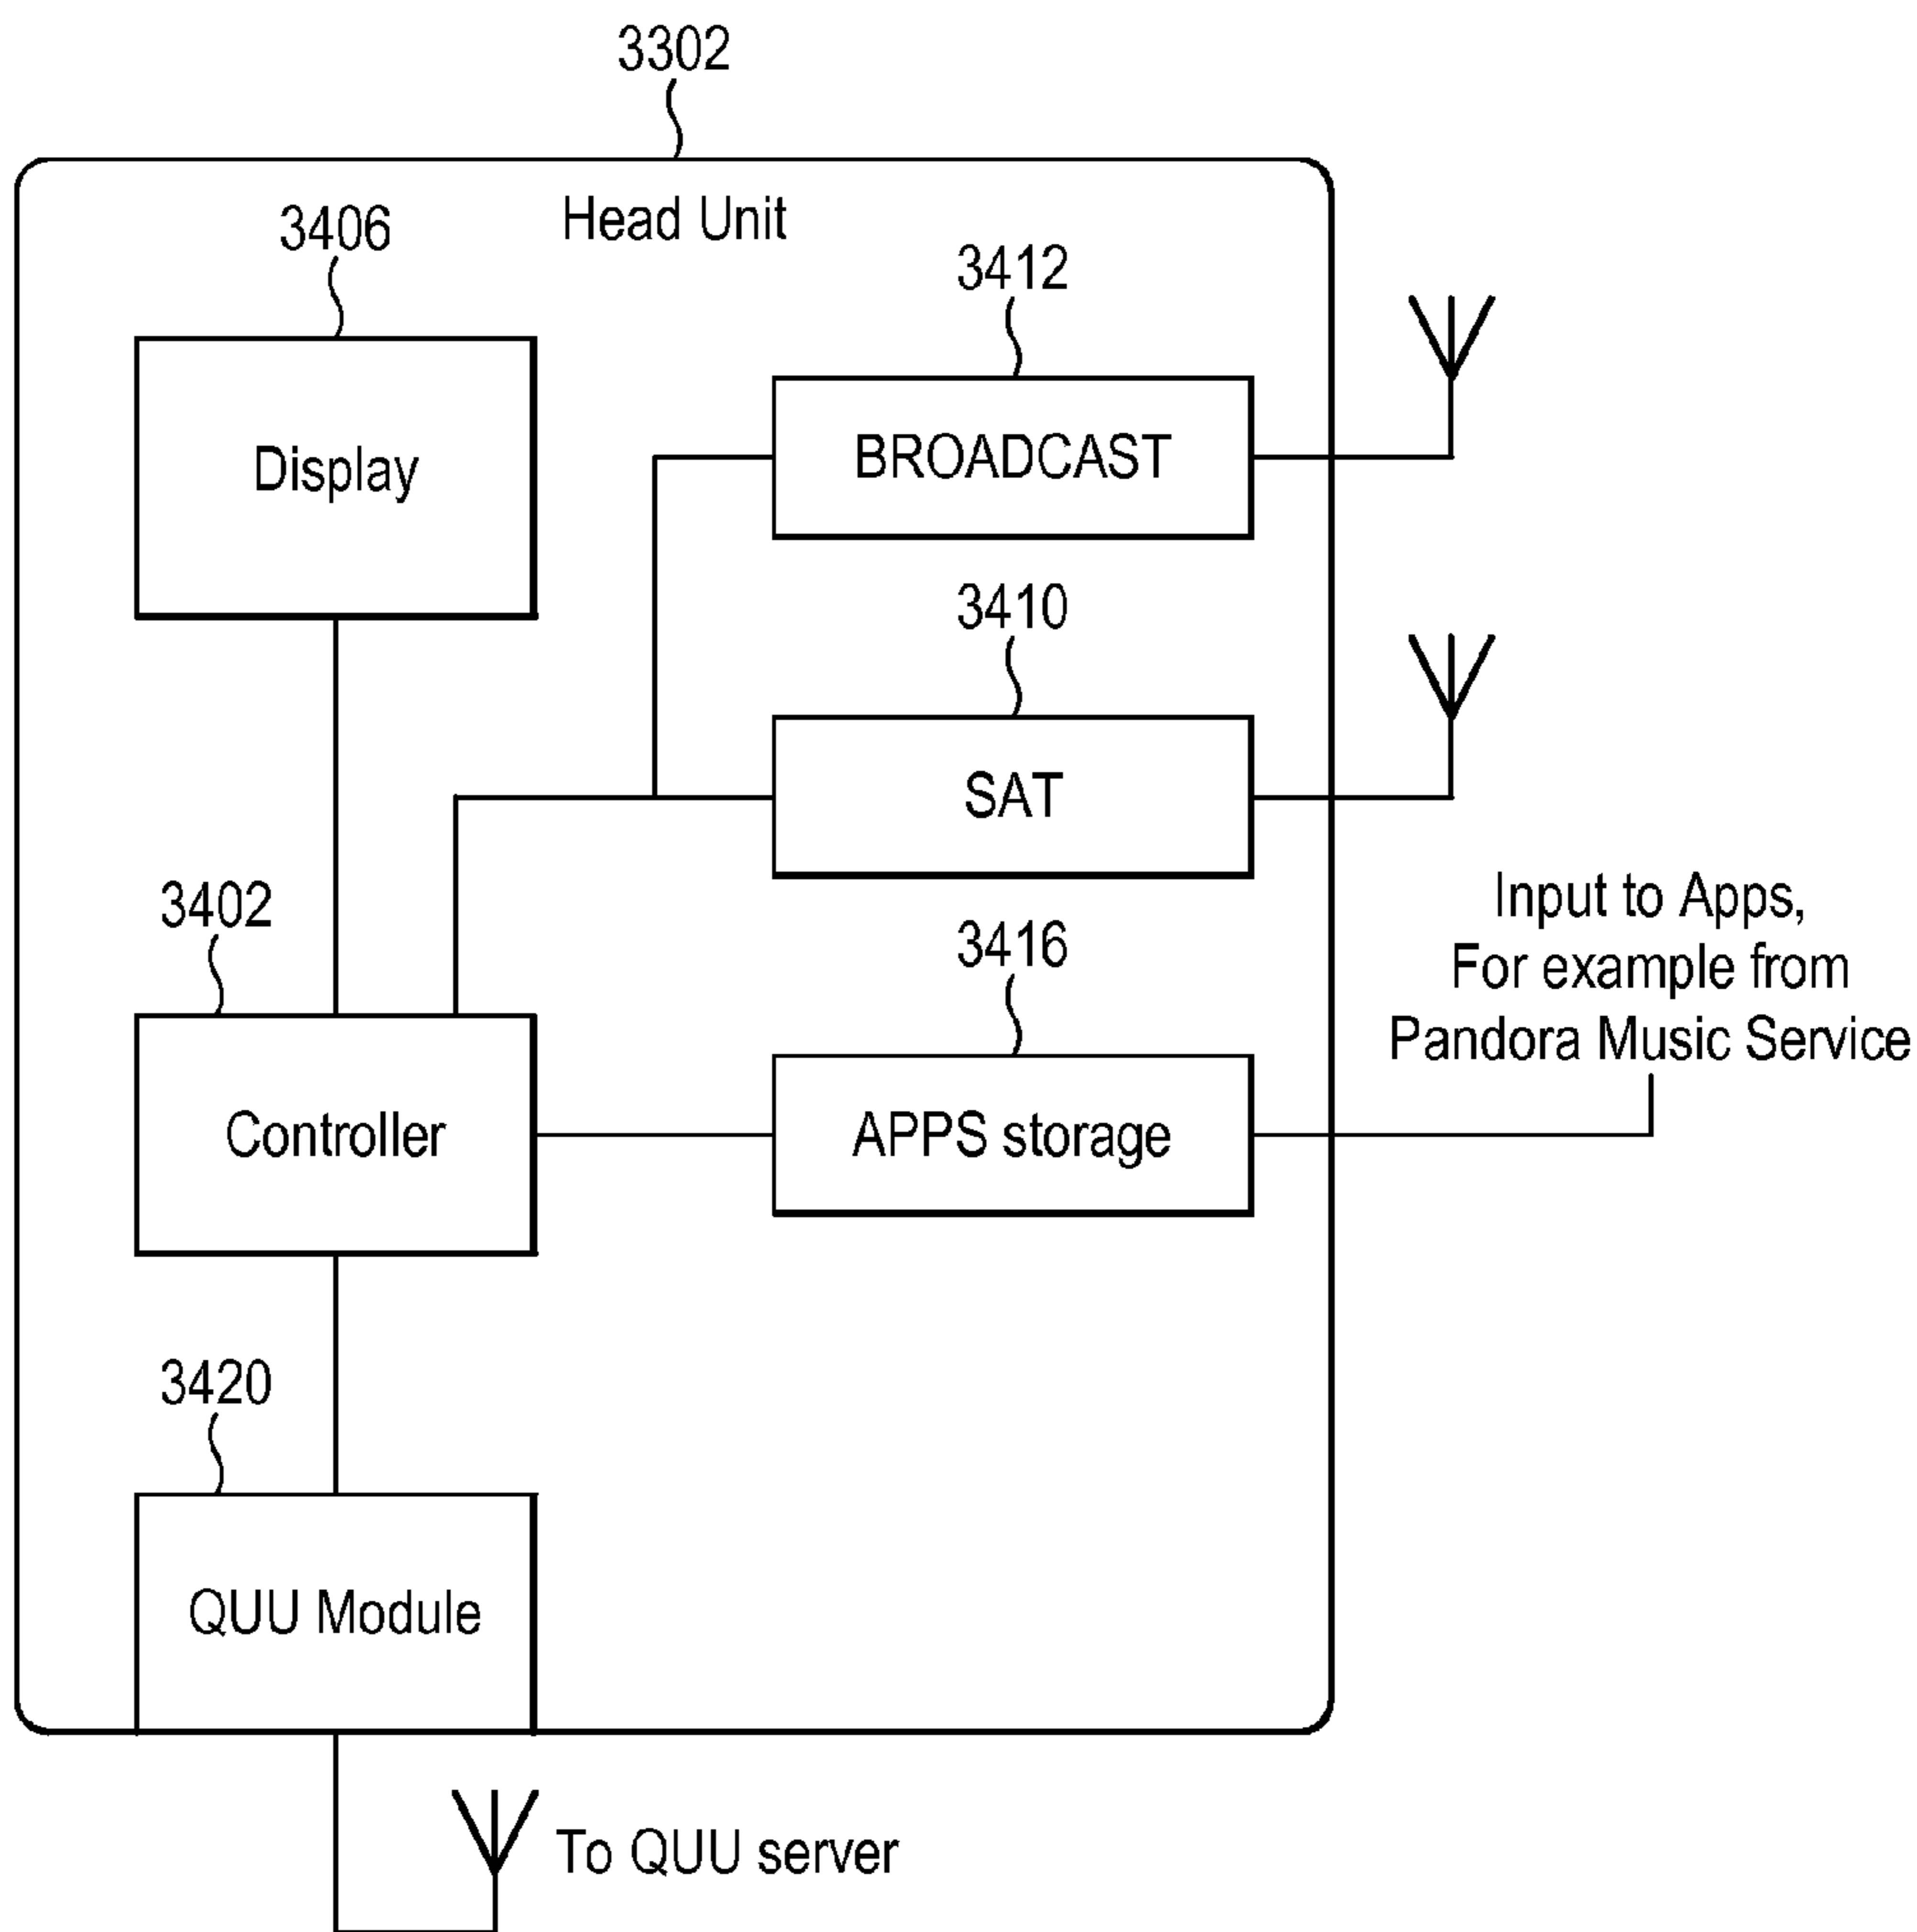 3302
Head Unit
3406
Display
3412
BROADCAST
3410
SAT
3402
Controller
3416
APPS storage
Input to Apps,
For example from
Pandora Music Service
3420
QUU Module
To QUU server